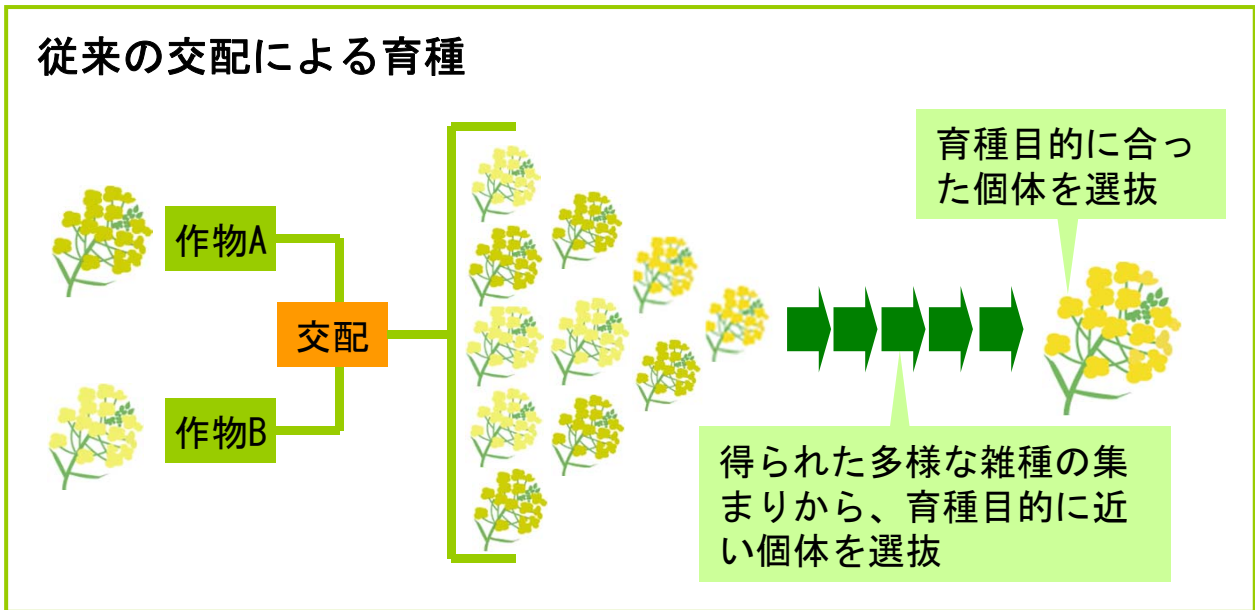 従来の交配による育種
作物A
交配
作物B
育種目的に合っ
た個体を選抜
得られた多様な雑種の集
まりから、育種目的に近
い個体を選抜